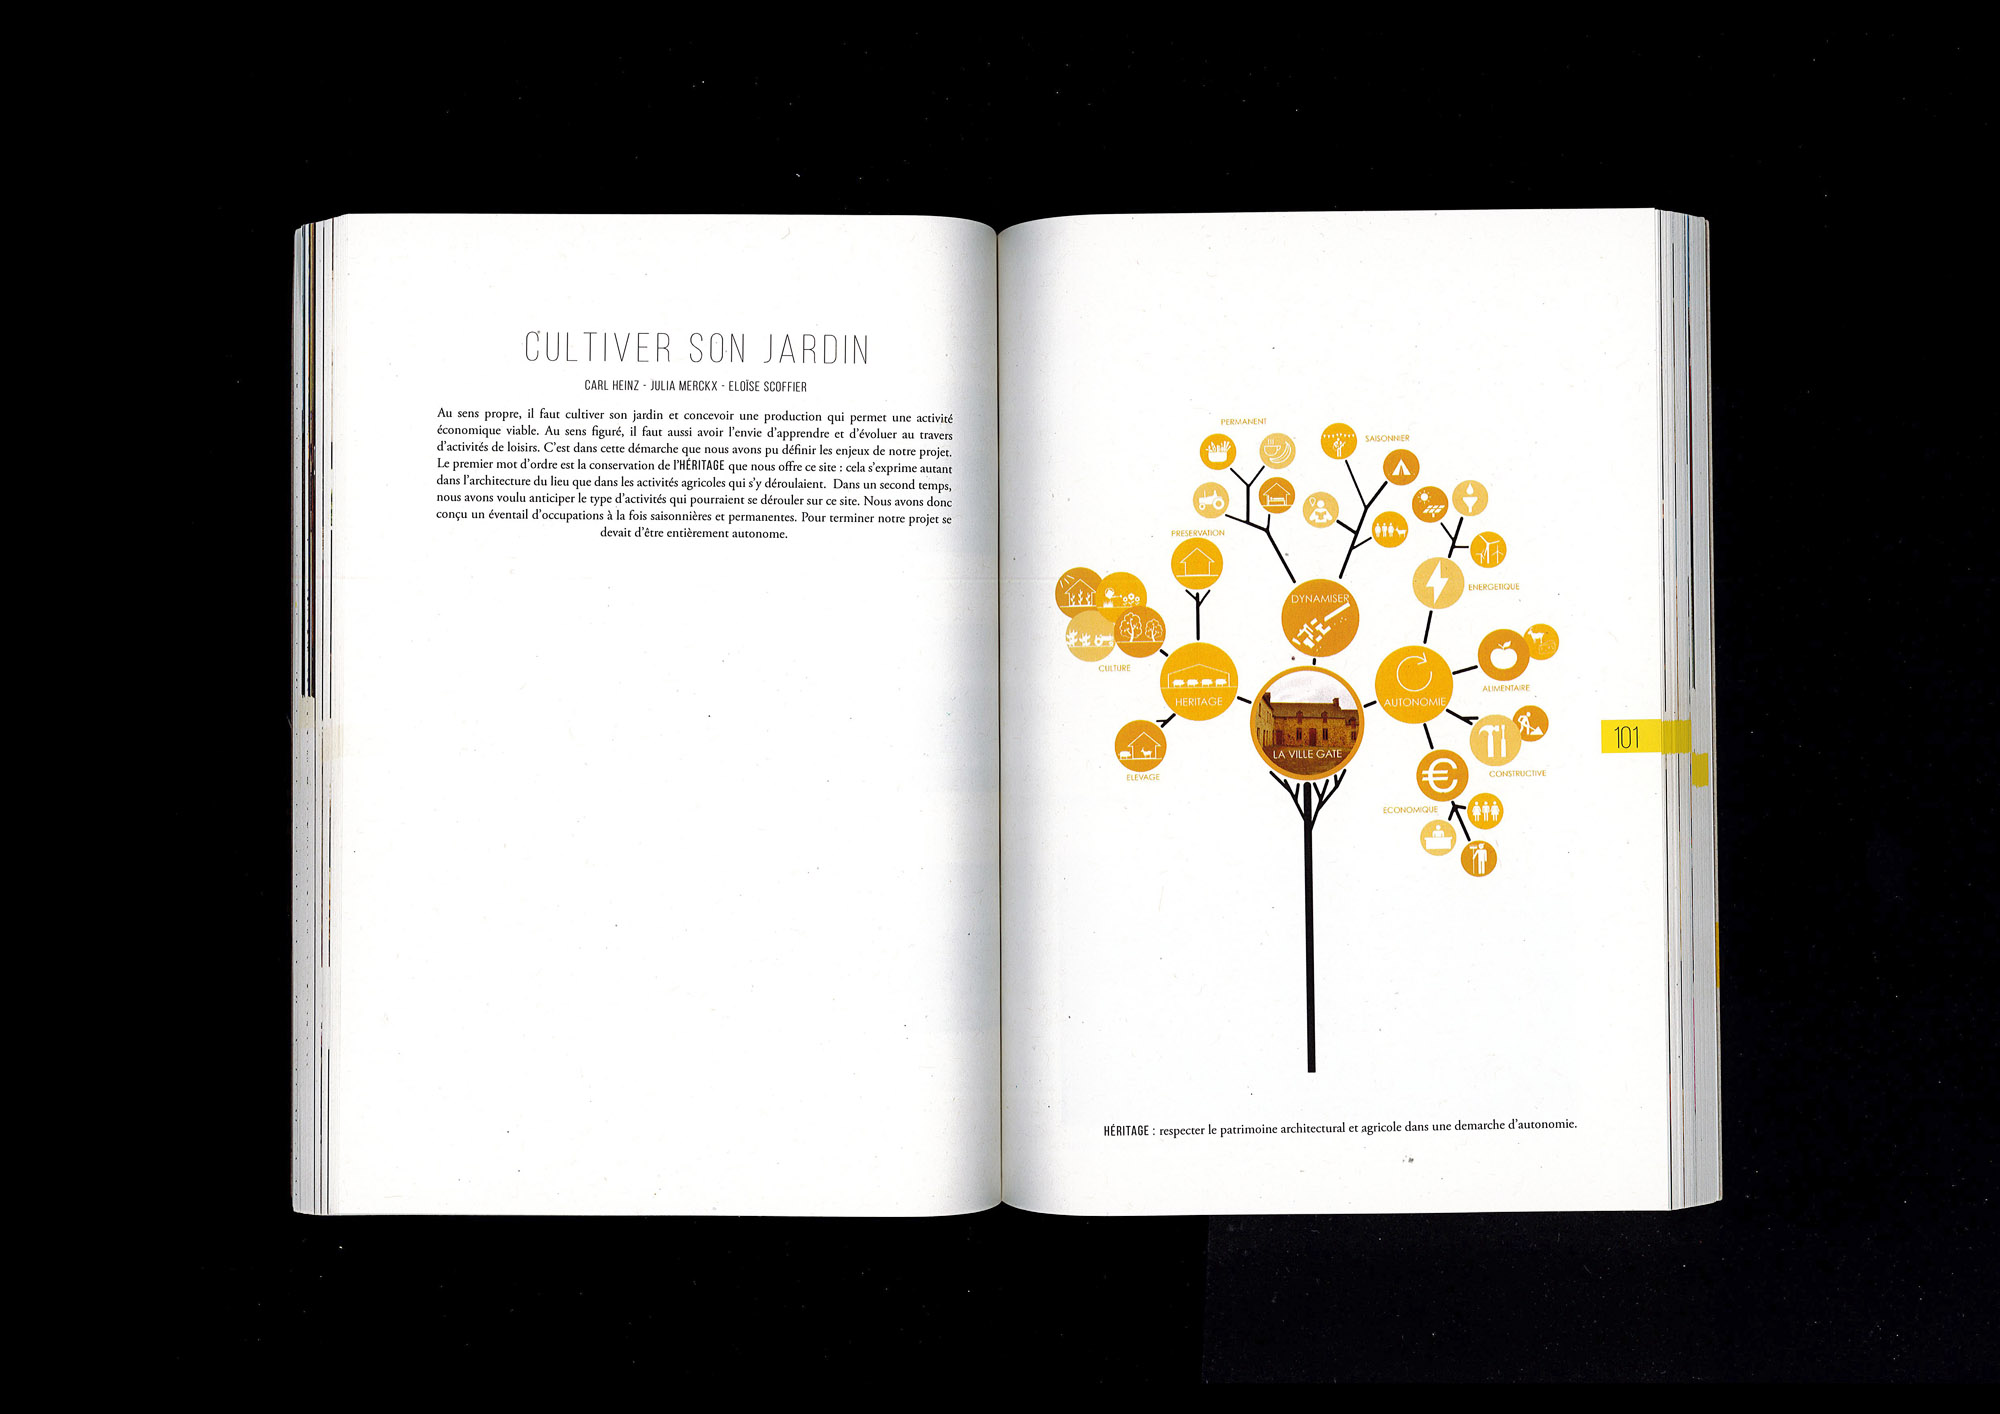 CULTIVER SON JARDIN
CARL HEINZ - JULIA MERCKX - ELOÏSE SCOFFIER
Au sens propre, il faut cultiver son jardin et concevoir une production qui permet une activité
économique viable. Au sens figuré, il faut aussi avoir l'envie d'apprendre et d'évoluer au travers
d'activités de loisirs. C'est dans cette démarche que nous avons pu définir les enjeux de notre projet.
Le premier mot d'ordre est la conservation de l'HÉRITAGE que nous offre ce site : cela s'exprime autant
dans l'architecture du lieu que dans les activités agricoles qui s'y déroulaient. Dans un second temps,
nous avons voulu anticiper le type d'activités qui pourraient se dérouler sur ce site. Nous avons donc
conçu un éventail d'occupations à la fois saisonnières et permanentes. Pour terminer notre projet se
devait d'être entièrement autonome.
PERMANENT
SAISONNIER
PRESERVATION
DYNAMISER
ENERGETIQUE
CULTURE
HERITAGE
AUTONOMIE
ALIMENTAIRE
LA VILLE GATE
ELEVAGE
CONSTRUCTIVE
ECONOMIQUE
101
HÉRITAGE : respecter le patrimoine architectural et agricole dans une demarche d'autonomie.